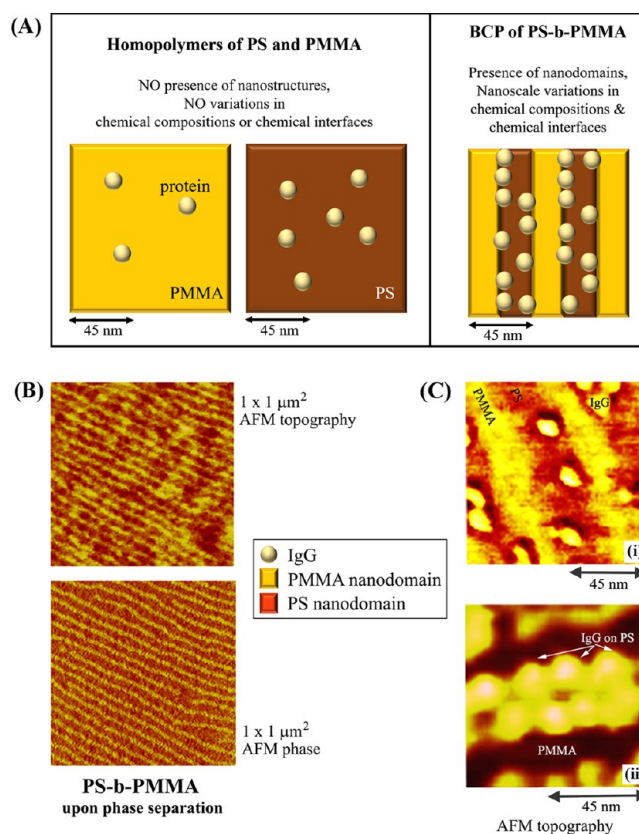 (A)
Homopolymers of PS and PMMA
NO presence of nanostructures,
NO variations in
chemical compositions or chemical interfaces
protein
PMMA
PS
45 nm
45 nm
BCP of PS-b-PMMA
Presence of nanodomains,
Nanoscale variations in
chemical compositions &
chemical interfaces
45 nm
(B)
1 x 1 μm²
AFM topography
IgG
PMMA nanodomain
PS nanodomain
1 x 1 μm²
AFM phase
PS-b-PMMA
upon phase separation
(C)
PMMA
PS
IgG
(i)
45 nm
IgG on PS
PMMA
(ii
45 nm
AFM topography